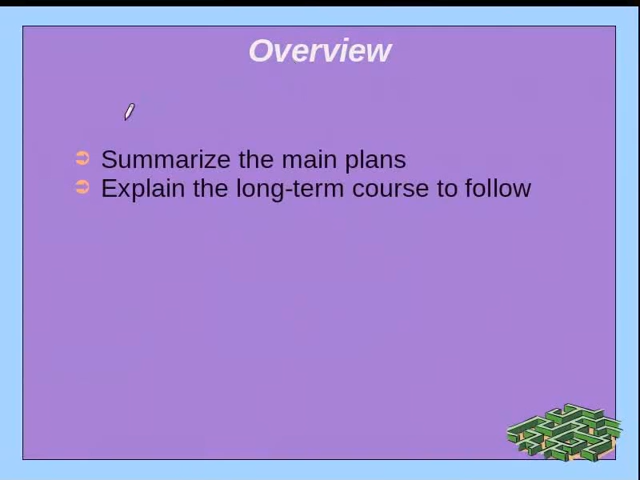 Overview
Summarize the main plans
Explain the long-term course to follow